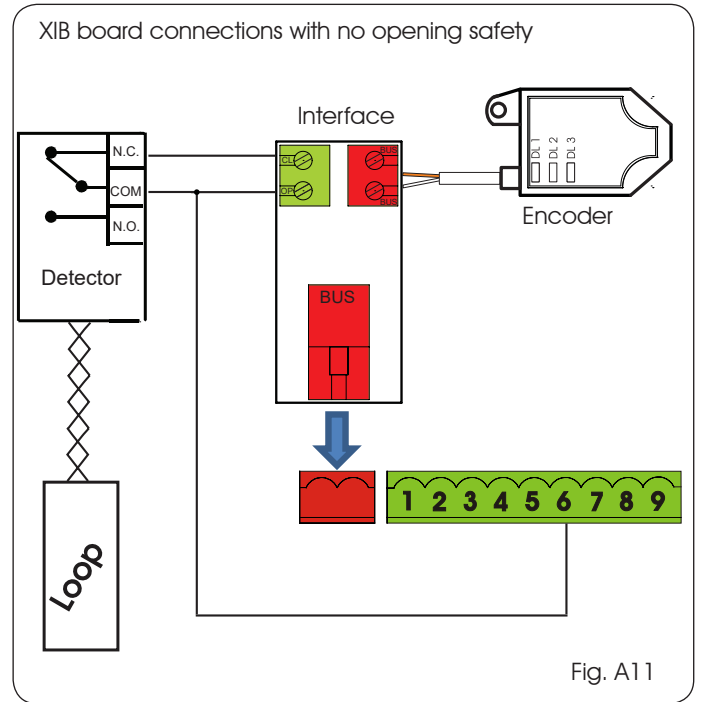 XIB board connections with no opening safety
Interface
N.C.
COM
N.O.
Detector
CL
OP
BUS
BUS
DL 1
DL 2
DL 3
Encoder
BUS
1 2 3 4 5 6 7 8 9
Loop
Fig. A11